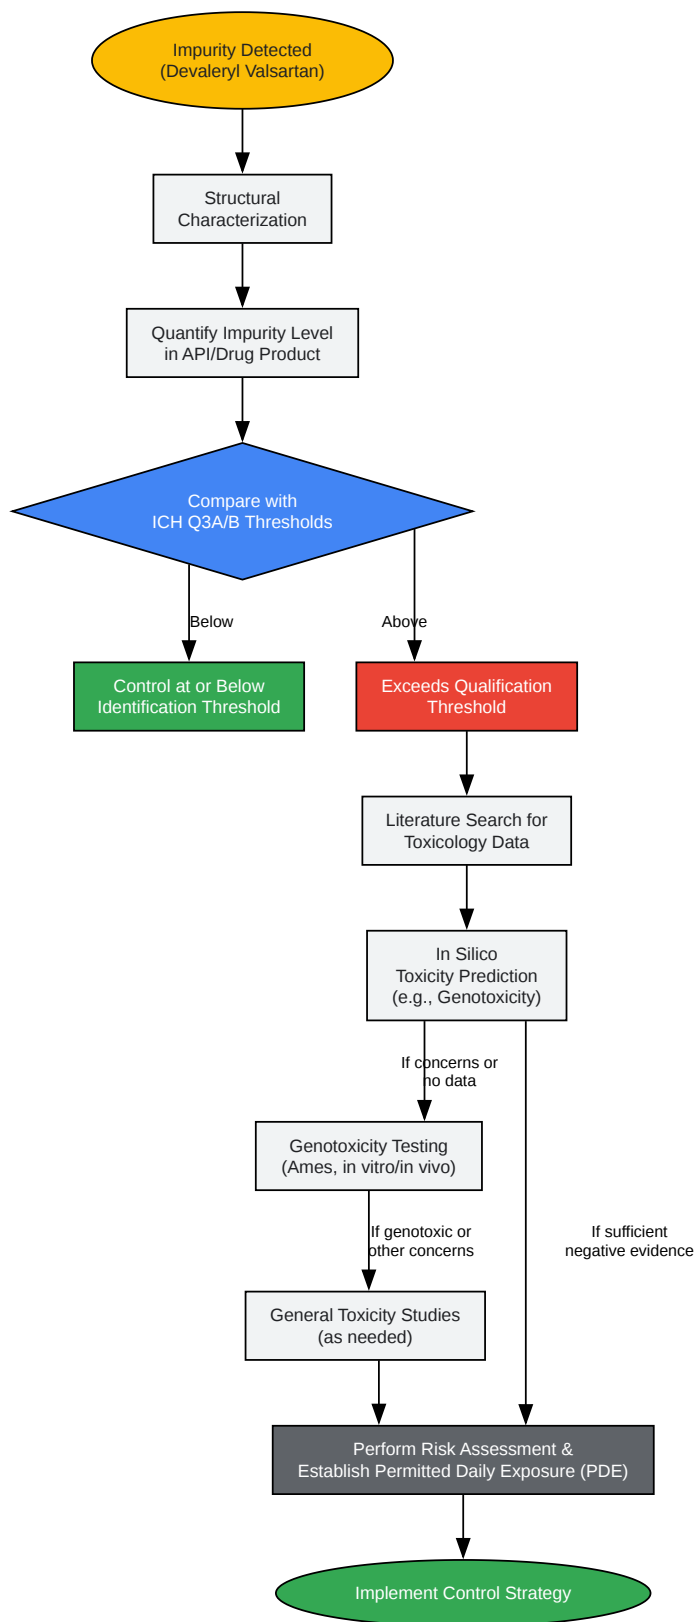 Impurity Detected
(Devaleryl Valsartan)
Structural
Characterization
Quantify Impurity Level
in API/Drug Product
Compare with
ICH Q3A/B Thresholds
Below
Above
Control at or Below
Identification Threshold
Exceeds Qualification
Threshold
Literature Search for
Toxicology Data
In Silico
Toxicity Prediction
(e.g., Genotoxicity)
If concerns or
no data
Genotoxicity Testing
(Ames, in vitro/in vivo)
If genotoxic or
other concerns
If sufficient
negative evidence
General Toxicity Studies
(as needed)
Perform Risk Assessment &
Establish Permitted Daily Exposure (PDE)
Implement Control Strategy